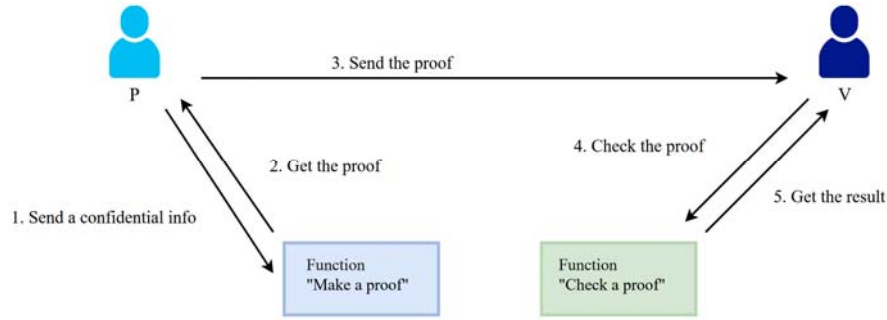 3. Send the proof
P
V
4. Check the proof
2. Get the proof
5. Get the result
1. Send a confidential info
Function
"Make a proof"
Function
"Check a proof"